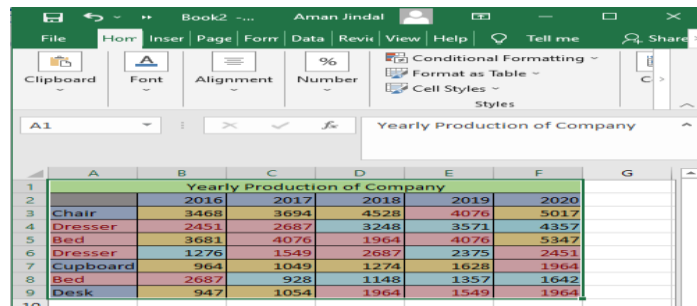 Book2 -... Aman Jindal
File Hom Inser Page Form Data Revie View Help Tell me Share
Clipboard Font Alignment Number Conditional Formatting
Format as Table
Cell Styles
Styles
A1 fx Yearly Production of Company
A B C D E F G
1 Yearly Production of Company
2 2016 2017 2018 2019 2020
3 Chair 3468 3694 4528 4076 5017
4 Dresser 2451 2687 3248 3571 4357
5 Bed 3681 4076 1964 4076 5347
6 Dresser 1276 1549 2687 2375 2451
7 Cupboard 964 1049 1274 1628 1964
8 Bed 2687 928 1148 1357 1642
9 Desk 947 1054 1964 1549 1964
10